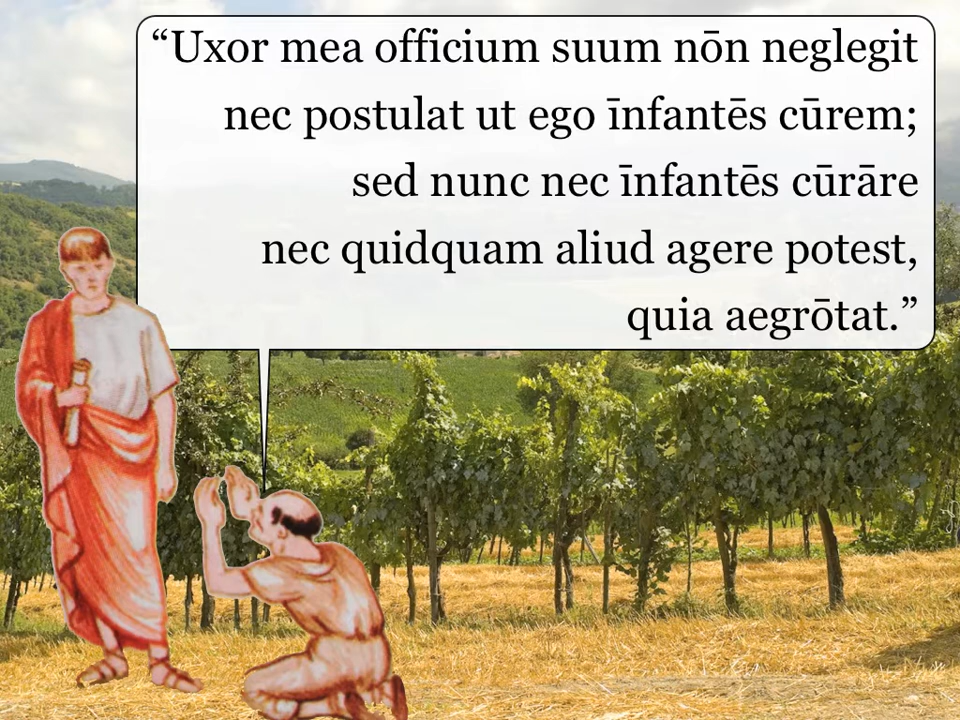 “Uxor mea officium suum nōn neglegit
nec postulat ut ego īnfantēs cūrem;
sed nunc nec īnfantēs cūrāre
nec quidquam aliud agere potest,
quia aegrōtat.”